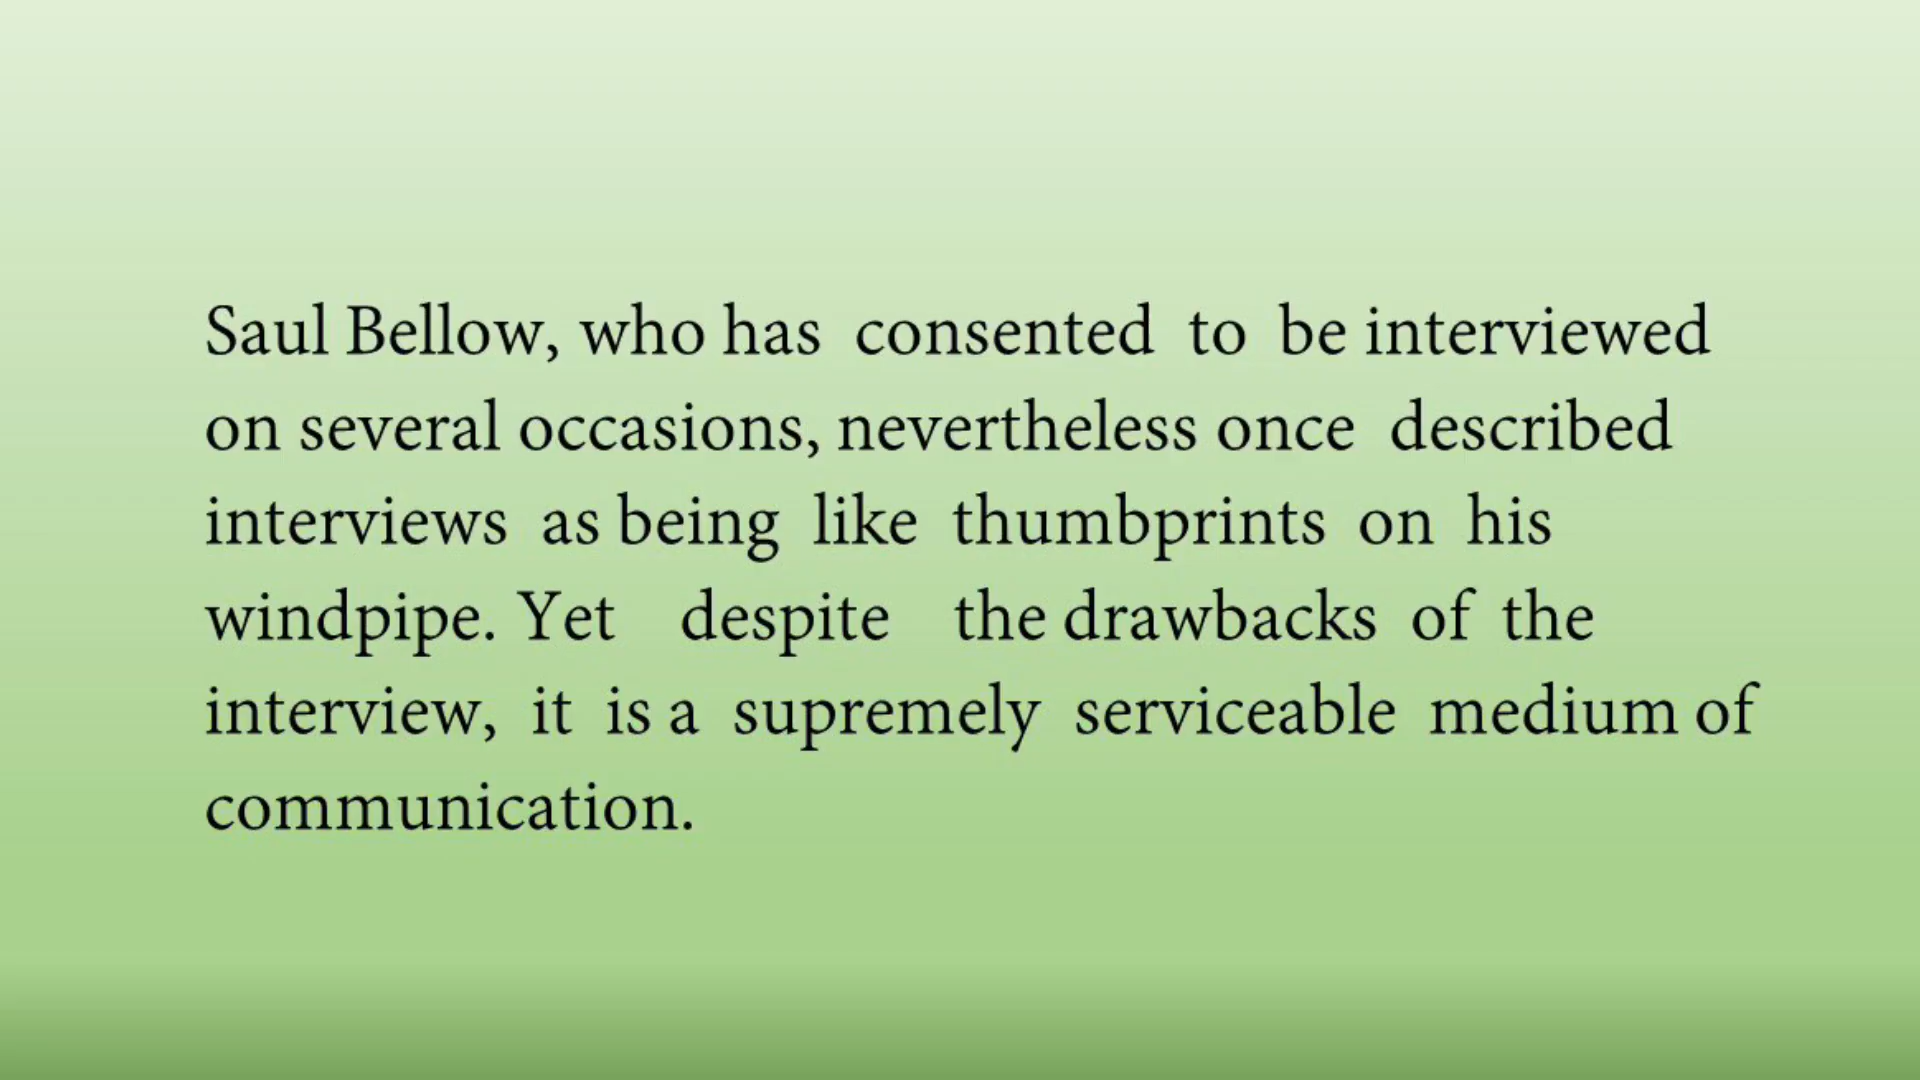 Saul Bellow, who has consented to be interviewed
on several occasions, nevertheless once described
interviews as being like thumbprints on his
windpipe. Yet despite the drawbacks of the
interview, it is a supremely serviceable medium of
communication.